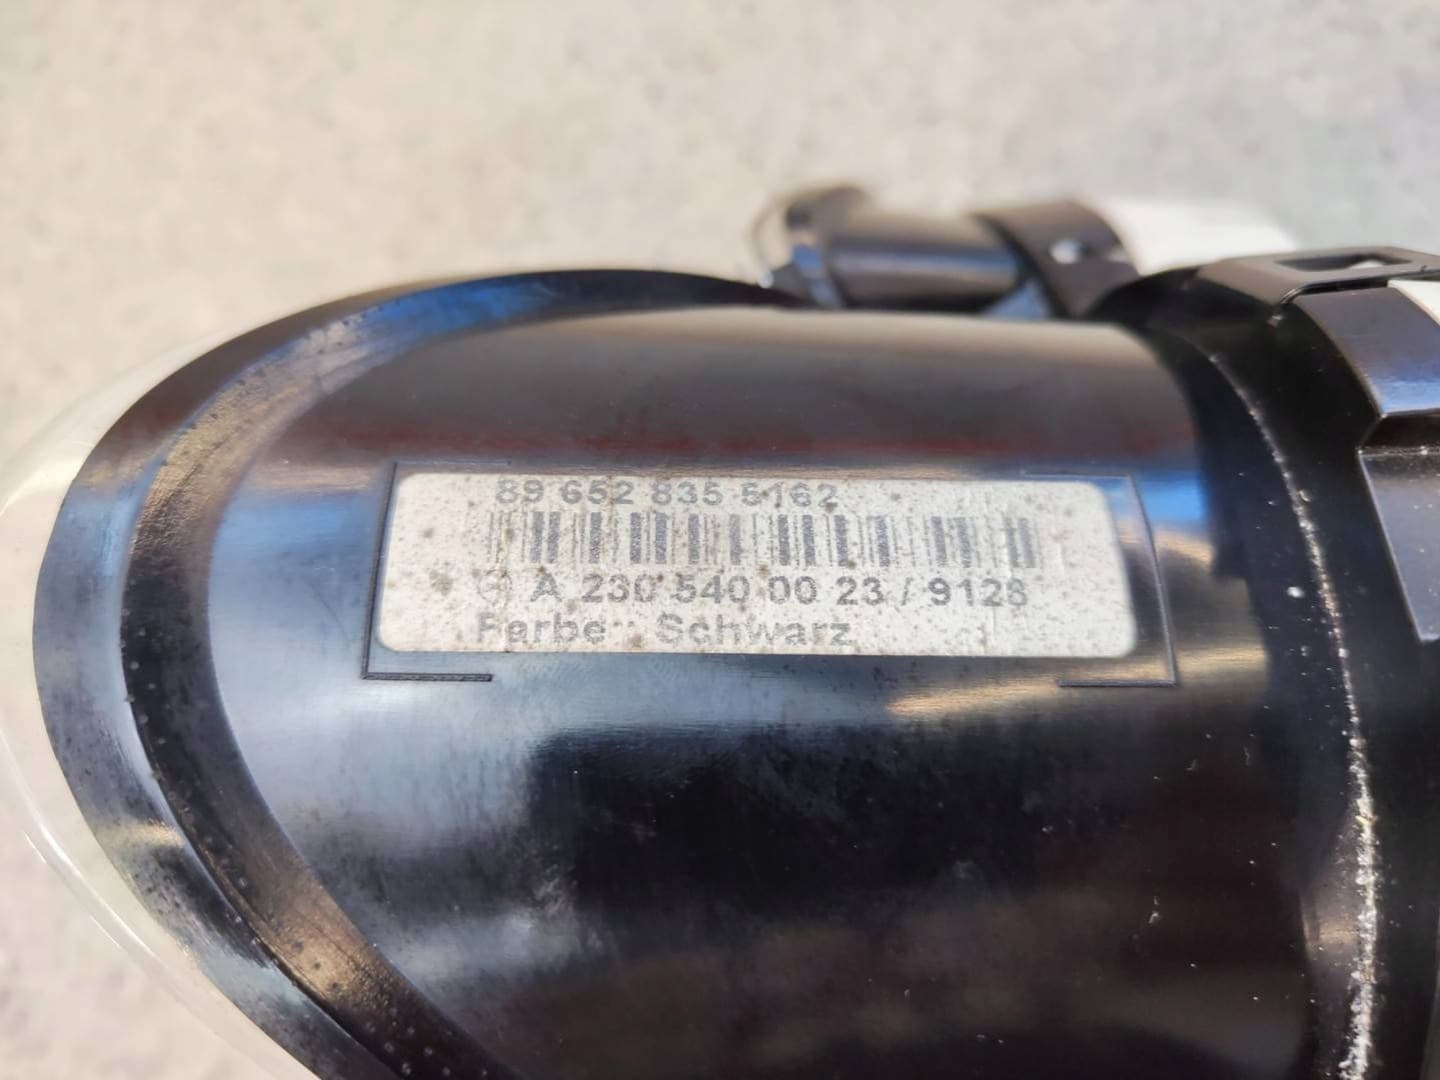 89 652 835 5162
A 230 540 00 23 / 9128
Farbe : Schwarz